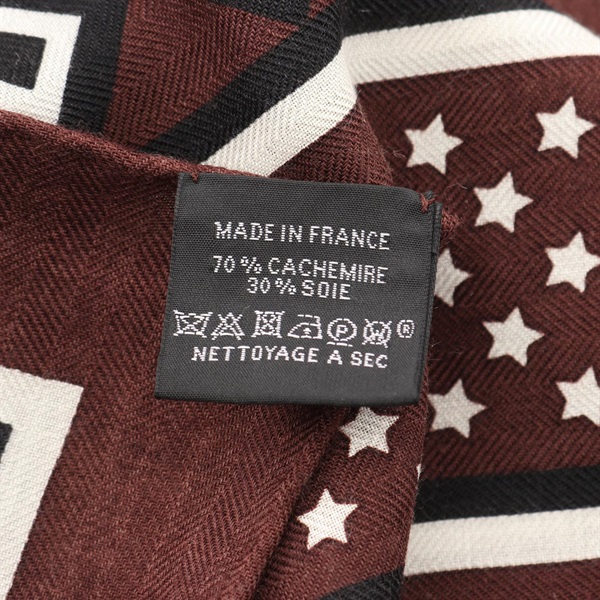 MADE IN FRANCE
70% CACHEMIRE
30% SOIE
®
NETTOYAGE A SEC